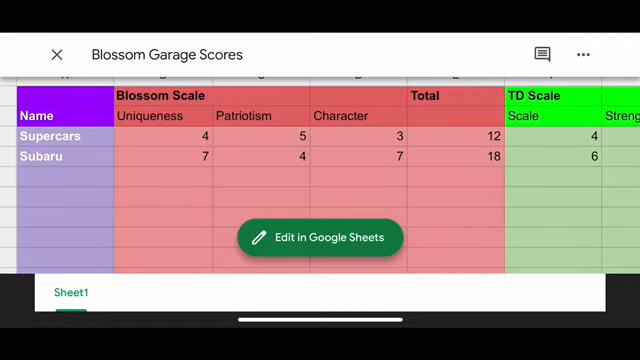 Blossom Garage Scores
Blossom Scale Total TD Scale
Name Uniqueness Patriotism Character Scale Streng
Supercars 4 5 3 12 4
Subaru 7 4 7 18 6
Edit in Google Sheets
Sheet1